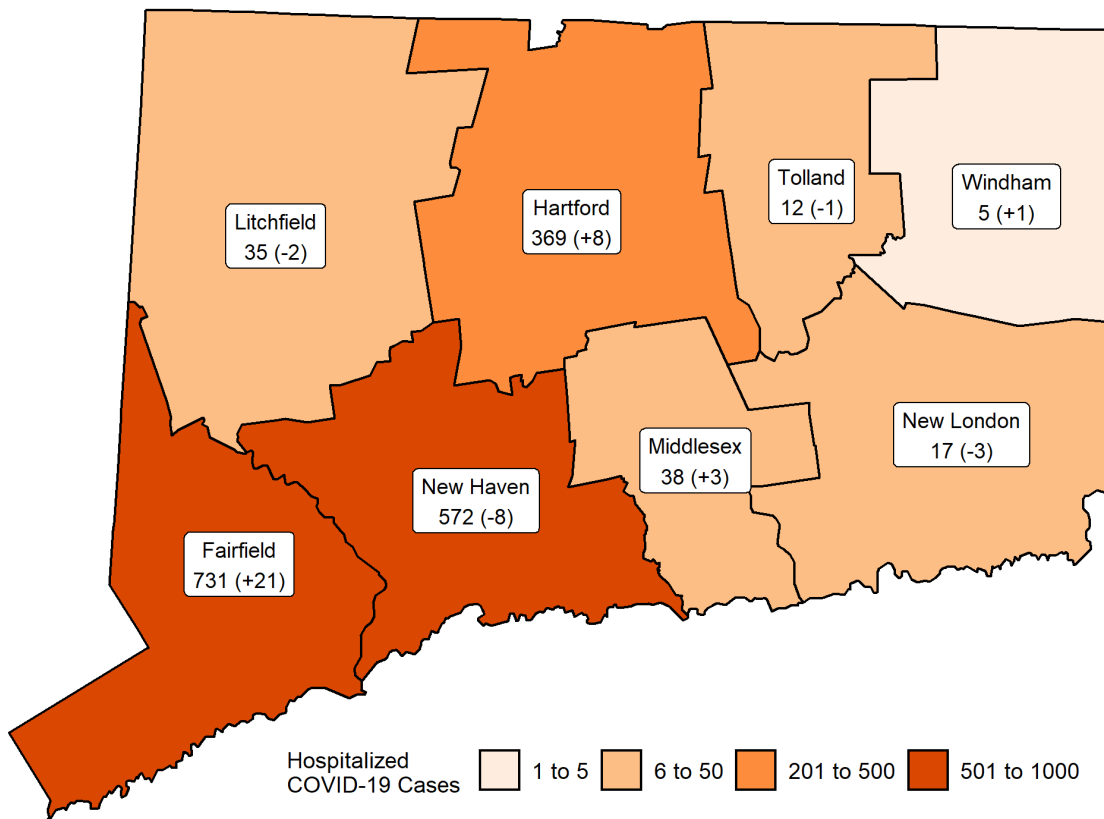 Litchfield
35 (-2)
Hartford
369 (+8)
Tolland
12 (-1)
Windham
5 (+1)
Fairfield
731 (+21)
New Haven
572 (-8)
Middlesex
38 (+3)
New London
17 (-3)
Hospitalized
COVID-19 Cases
1 to 5
6 to 50
201 to 500
501 to 1000